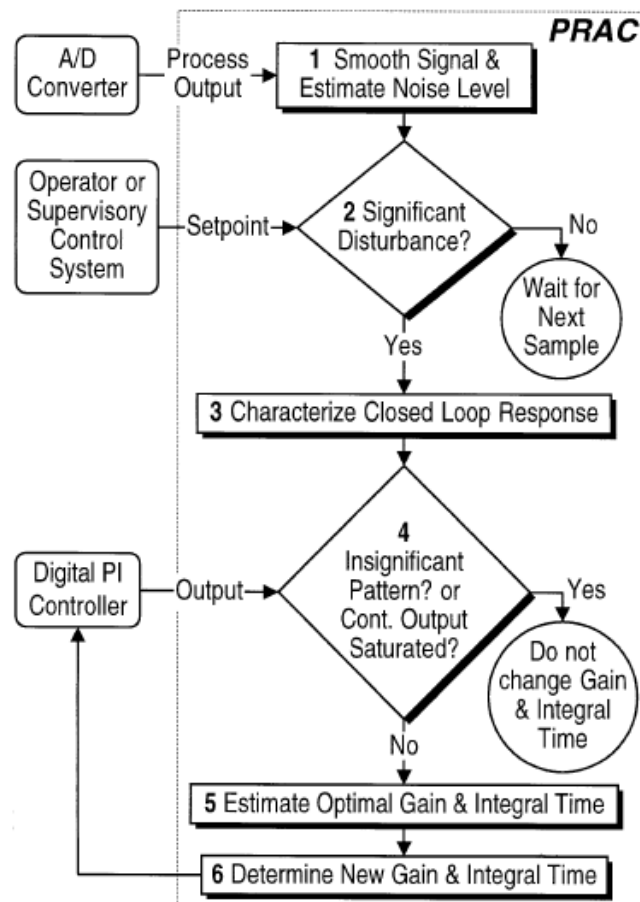 PRAC
A/D
Converter
Process
Output
1 Smooth Signal &
Estimate Noise Level
Operator or
Supervisory
Control
System
Setpoint
2 Significant
Disturbance?
No
Wait for
Next
Sample
Yes
3 Characterize Closed Loop Response
Digital PI
Controller
Output
4
Insignificant
Pattern? or
Cont. Output
Saturated?
Yes
Do not
change Gain
& Integral
Time
No
5 Estimate Optimal Gain & Integral Time
6 Determine New Gain & Integral Time